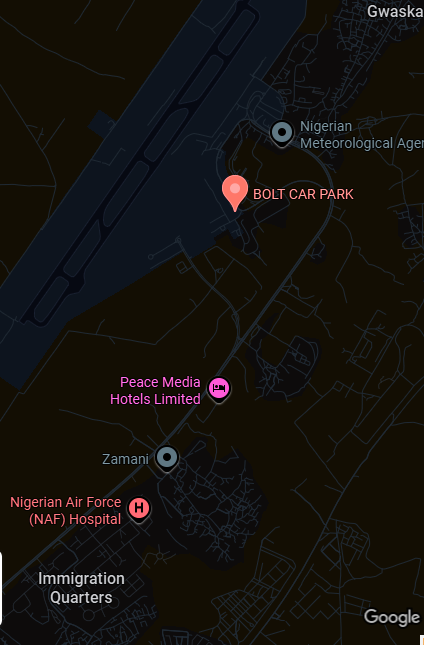 Gwaska
Nigerian
Meteorological Ager
BOLT CAR PARK
Peace Media
Hotels Limited
Zamani
Nigerian Air Force
(NAF) Hospital
H
Immigration
Quarters
Google